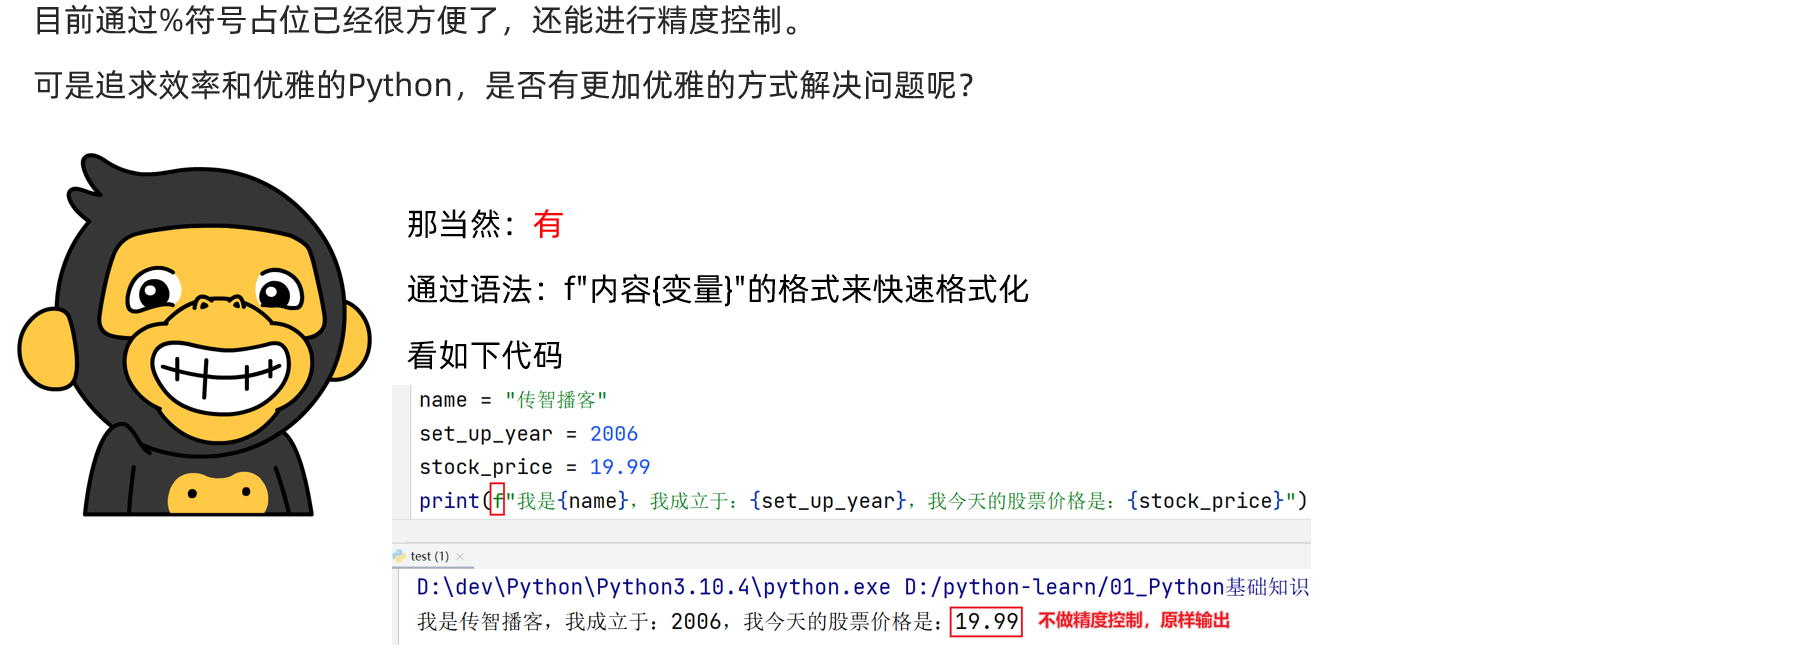 目前通过%符号占位已经很方便了，还能进行精度控制。
可是追求效率和优雅的Python，是否有更加优雅的方式解决问题呢？
那当然：有
通过语法：f"内容{变量}"的格式来快速格式化
看如下代码
name = "传智播客"
set_up_year = 2006
stock_price = 19.99
print(f"我是{name}，我成立于：{set_up_year}，我今天的股票价格是：{stock_price}")
test (1) ×
D:\dev\Python\Python3.10.4\python.exe D:/python-learn/01_Python基础知识
我是传智播客，我成立于：2006，我今天的股票价格是：19.99 不做精度控制，原样输出